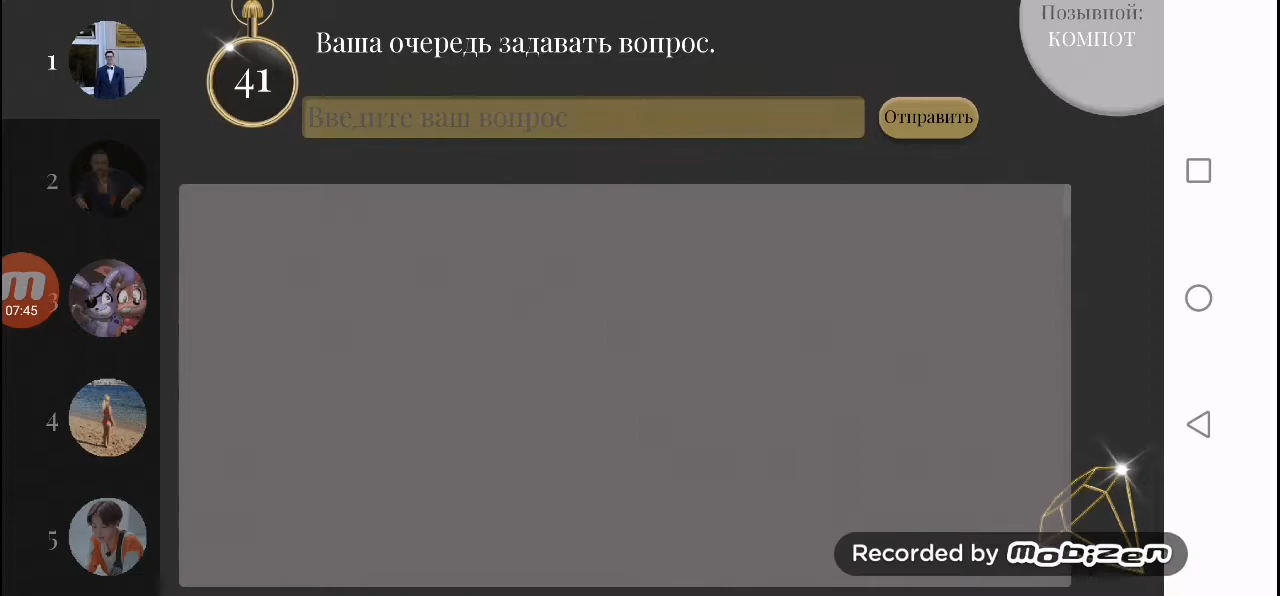 Позывной:
КОМПОТ
1
41
Ваша очередь задавать вопрос.
Введите ваш вопрос
Отправить
2
3
07:45
4
5
Recorded by mobizen